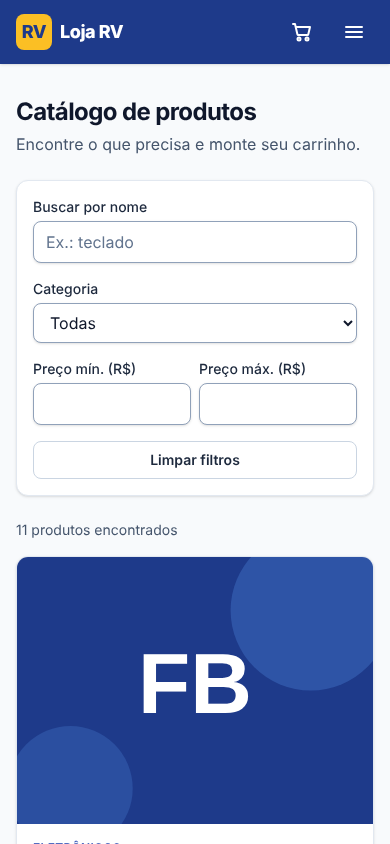 RV Loja RV
Catálogo de produtos
Encontre o que precisa e monte seu carrinho.
Buscar por nome
Ex.: teclado
Categoria
Todas
Preço mín. (R$) Preço máx. (R$)
Limpar filtros
11 produtos encontrados
FB